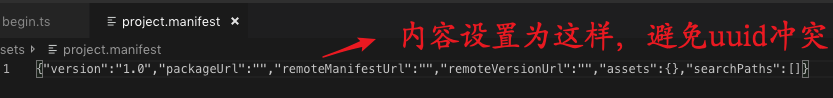 begin.ts project.manifest ×
内容设置为这样，避免uuid冲突
sets › project.manifest
1 {"version":"1.0","packageUrl":"","remoteManifestUrl":"","remoteVersionUrl":"","assets":{},"searchPaths":[]}